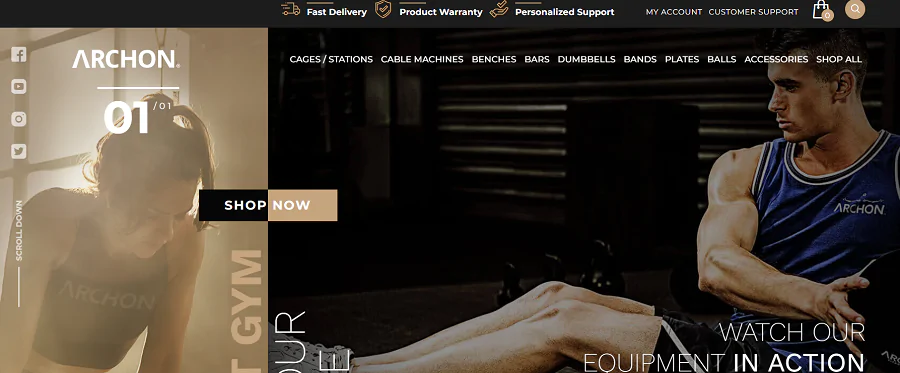 Fast Delivery Product Warranty Personalized Support MY ACCOUNT CUSTOMER SUPPORT 0
ARCHON
CAGES / STATIONS CABLE MACHINES BENCHES BARS DUMBBELLS BANDS PLATES BALLS ACCESSORIES SHOP ALL
01 / 01
SHOP NOW
SCROLL DOWN
ARCHON
ARCHON
GYM
OUR
WATCH OUR
EQUIPMENT IN ACTION